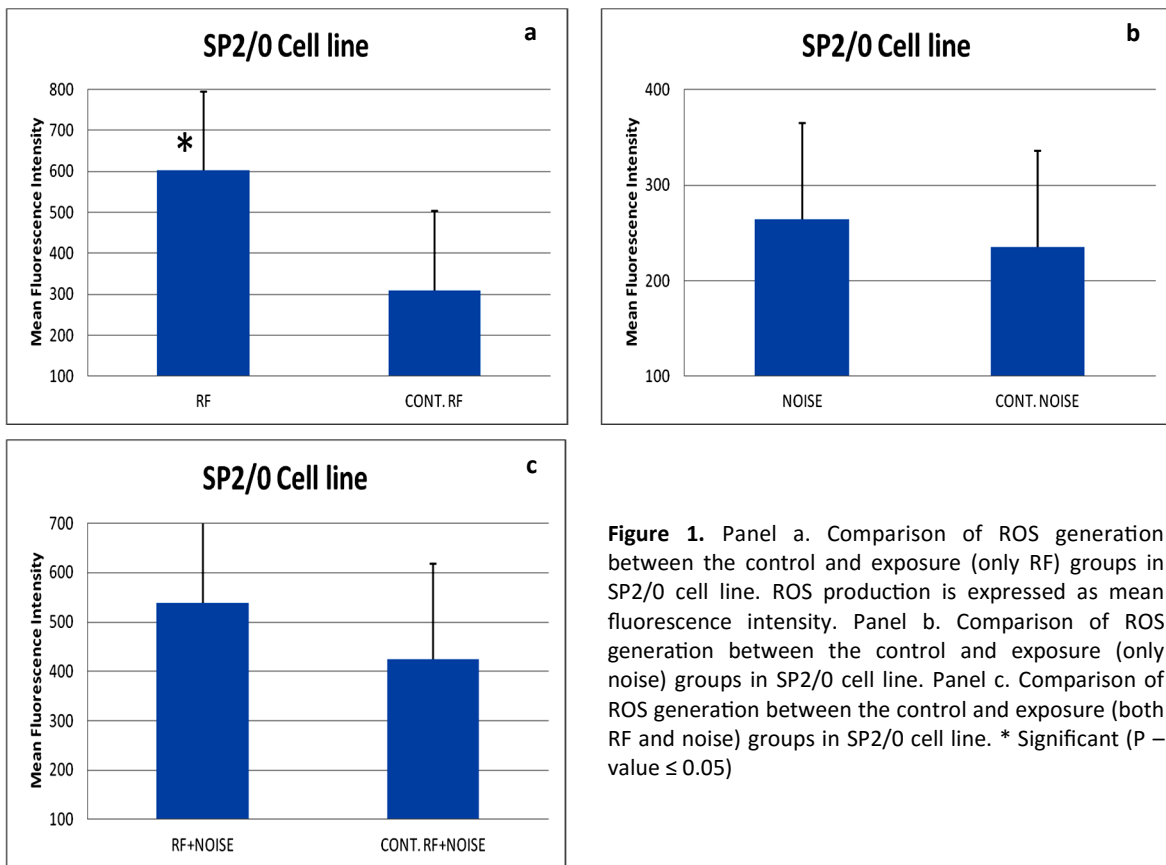 a
SP2/0 Cell line
Mean Fluorescence Intensity
800
700
600
500
400
300
200
100
*
RF
CONT. RF
b
SP2/0 Cell line
Mean Fluorescence Intensity
400
300
200
100
NOISE
CONT. NOISE
c
SP2/0 Cell line
Mean Fluorescence Intensity
700
600
500
400
300
200
100
RF+NOISE
CONT. RF+NOISE
Figure 1. Panel a. Comparison of ROS generation
between the control and exposure (only RF) groups in
SP2/0 cell line. ROS production is expressed as mean
fluorescence intensity. Panel b. Comparison of ROS
generation between the control and exposure (only
noise) groups in SP2/0 cell line. Panel c. Comparison of
ROS generation between the control and exposure (both
RF and noise) groups in SP2/0 cell line. * Significant (P –
value ≤ 0.05)